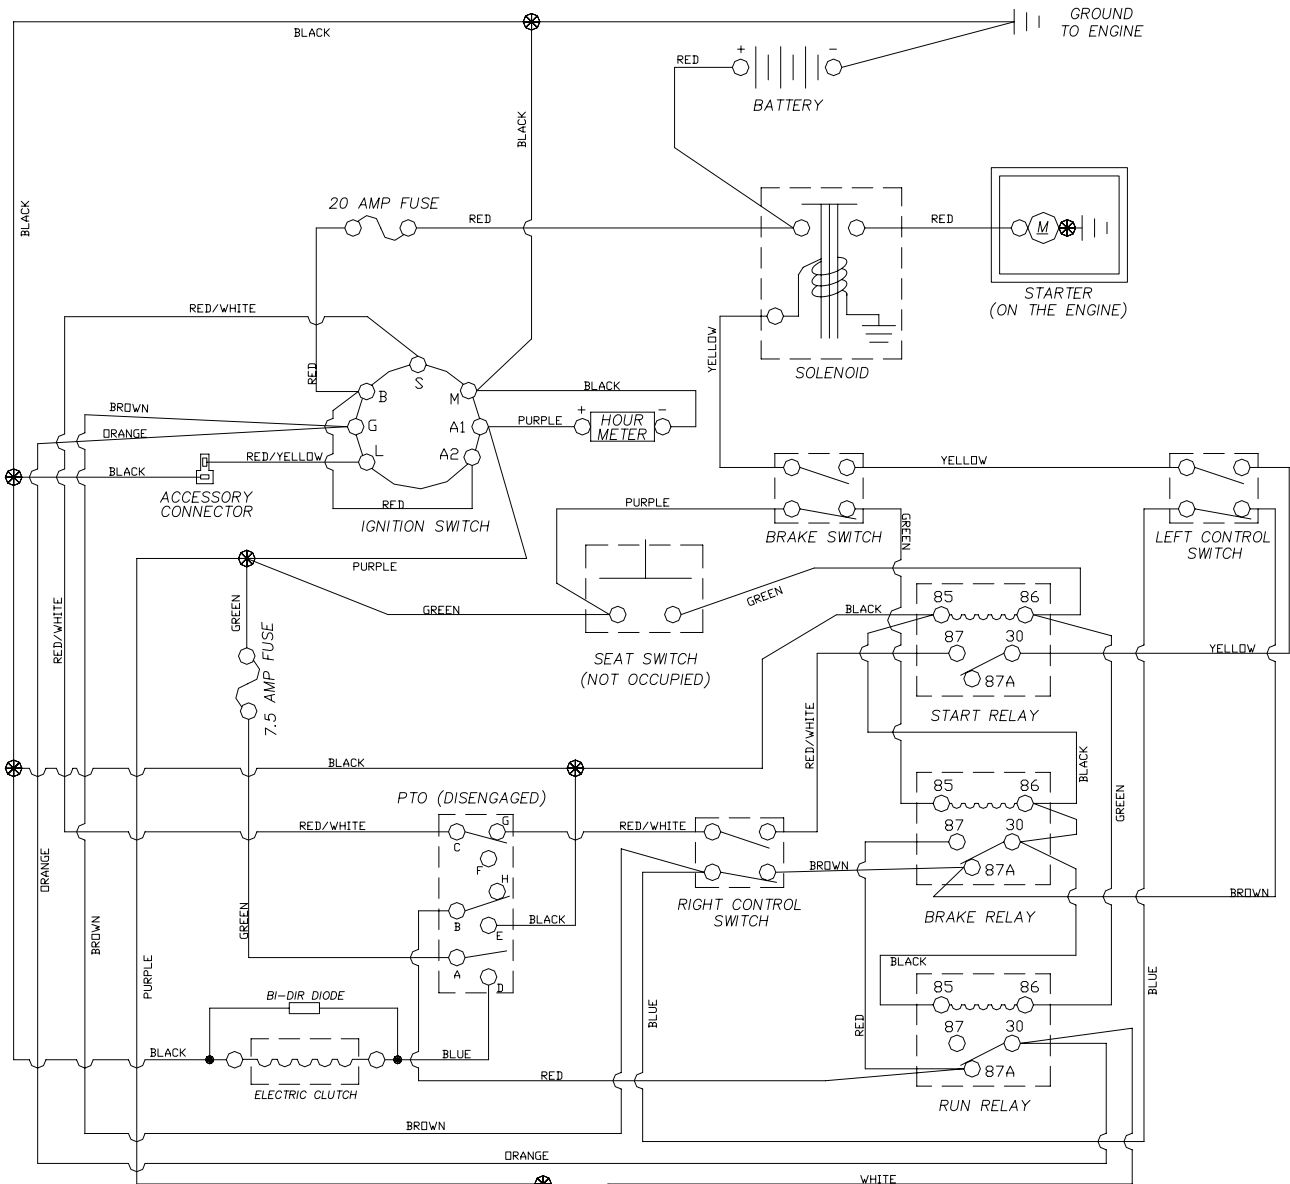 GROUND
TO ENGINE
BLACK
+
-
RED
BATTERY
BLACK
BLACK
20 AMP FUSE
RED
RED
M
STARTER
(ON THE ENGINE)
RED/WHITE
YELLOW
SOLENOID
RED
S
B
M
BLACK
BROWN
G
A1
PURPLE
+
HOUR
METER
-
ORANGE
L
A2
RED/YELLOW
BLACK
YELLOW
ACCESSORY
CONNECTOR
RED
PURPLE
IGNITION SWITCH
BRAKE SWITCH
GREEN
LEFT CONTROL
SWITCH
PURPLE
GREEN
GREEN
GREEN
BLACK
85
86
RED/WHITE
7.5 AMP FUSE
87
30
YELLOW
SEAT SWITCH
(NOT OCCUPIED)
87A
START RELAY
RED/WHITE
BLACK
BLACK
PTO (DISENGAGED)
85
86
GREEN
RED/WHITE
G
C
RED/WHITE
87
30
F
BROWN
87A
H
BROWN
ORANGE
RIGHT CONTROL
SWITCH
BRAKE RELAY
GREEN
B
E
BLACK
BROWN
PURPLE
A
D
BLACK
BLUE
85
86
BLUE
BI-DIR DIODE
RED
87
30
BLACK
BLUE
87A
RED
ELECTRIC CLUTCH
RUN RELAY
BROWN
ORANGE
WHITE